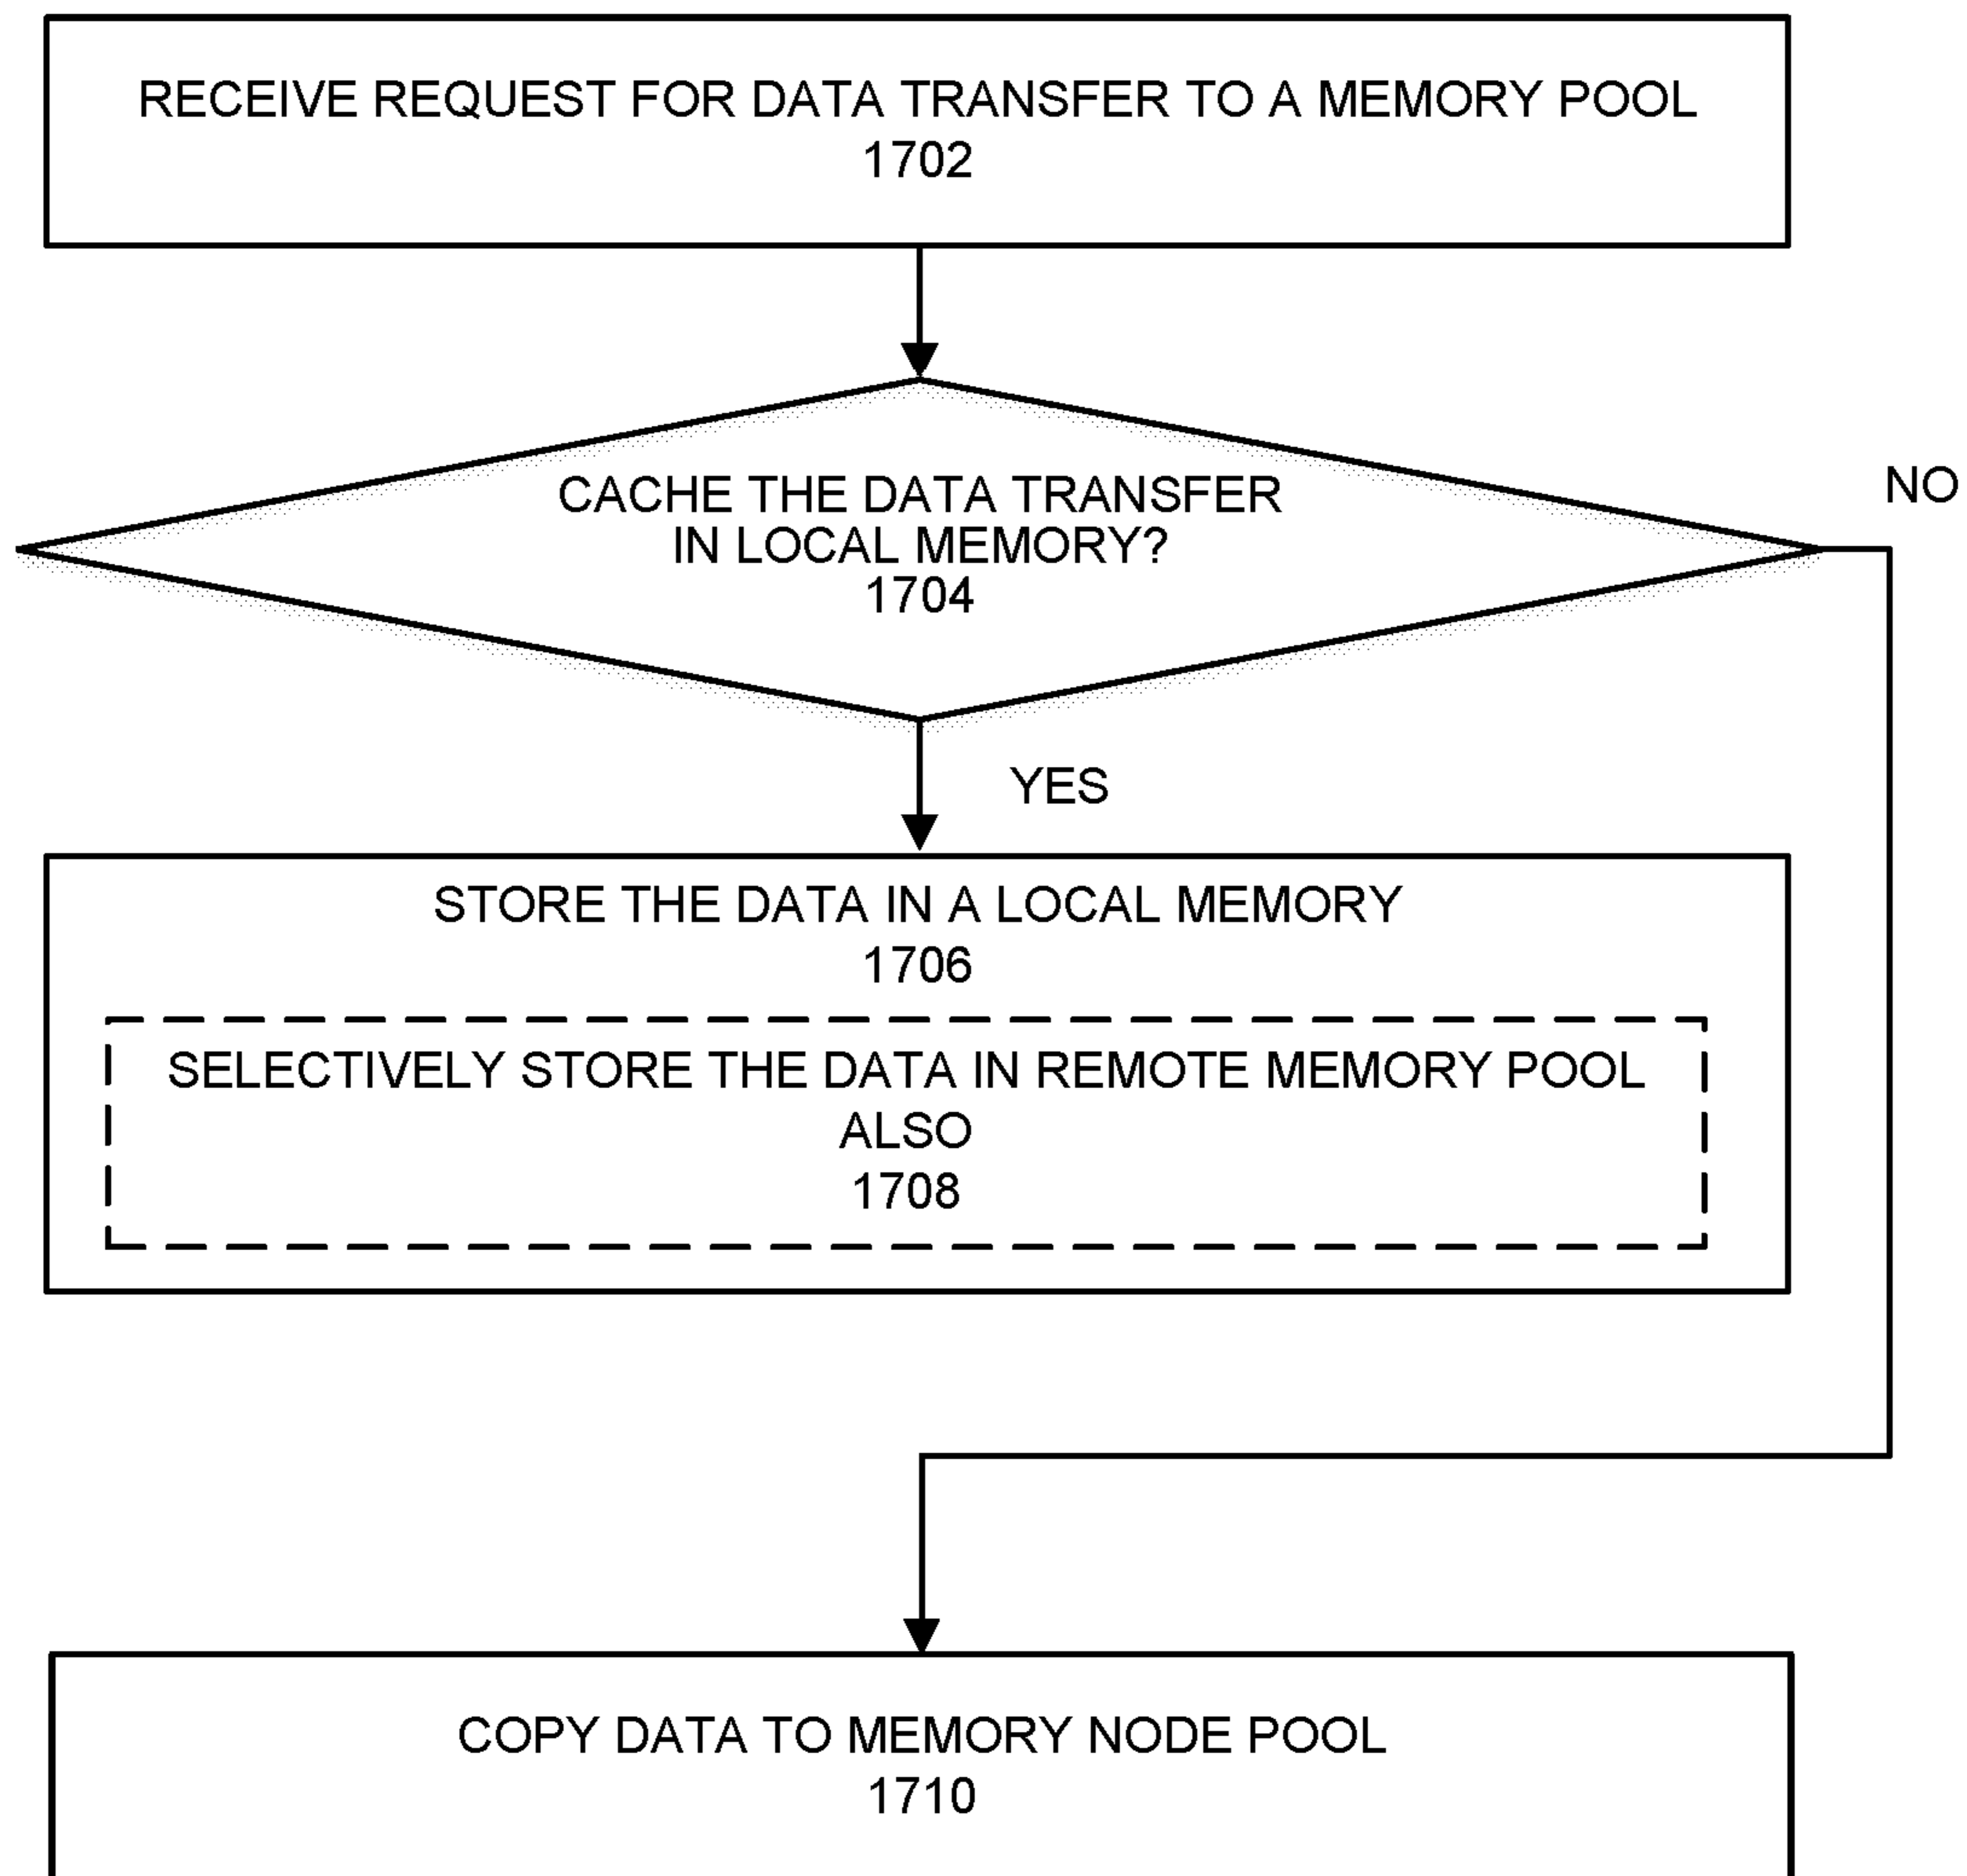 RECEIVE REQUEST FOR DATA TRANSFER TO A MEMORY POOL
1702
CACHE THE DATA TRANSFER
IN LOCAL MEMORY?
1704
NO
YES
STORE THE DATA IN A LOCAL MEMORY
1706
SELECTIVELY STORE THE DATA IN REMOTE MEMORY POOL
ALSO
1708
COPY DATA TO MEMORY NODE POOL
1710